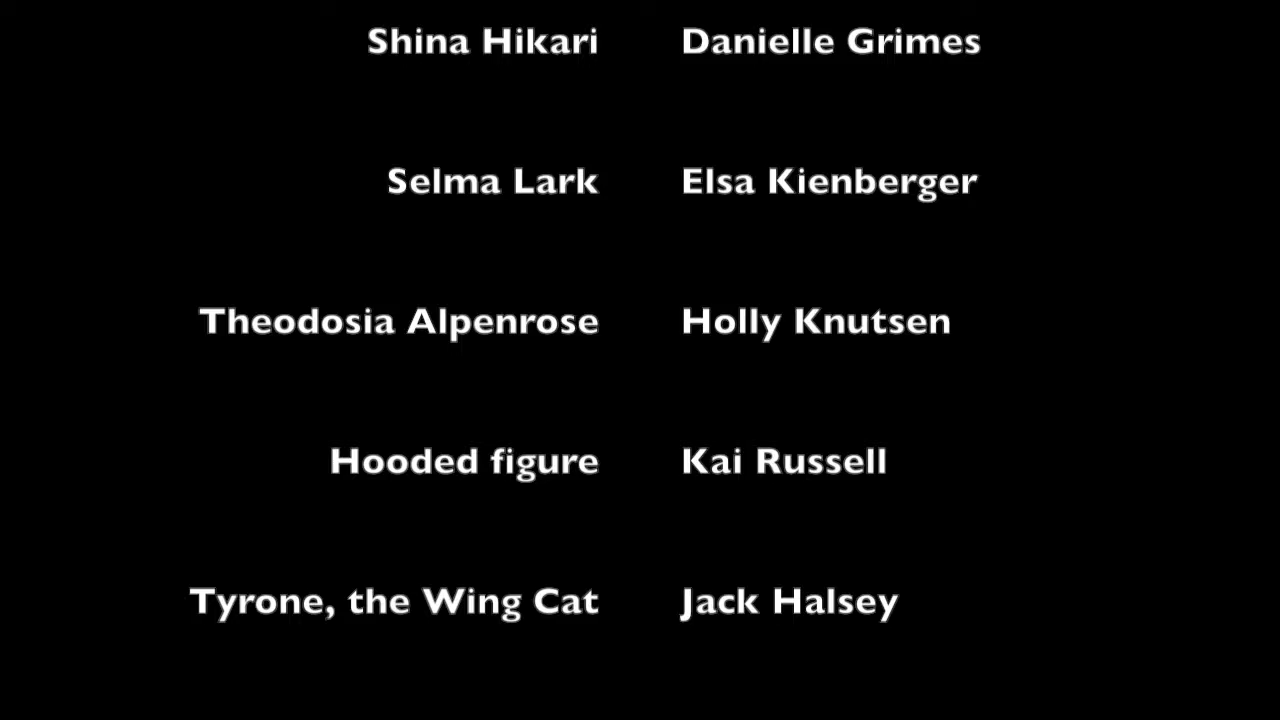 Shina Hikari Danielle Grimes
Selma Lark Elsa Kienberger
Theodosia Alpenrose Holly Knutsen
Hooded figure Kai Russell
Tyrone, the Wing Cat Jack Halsey